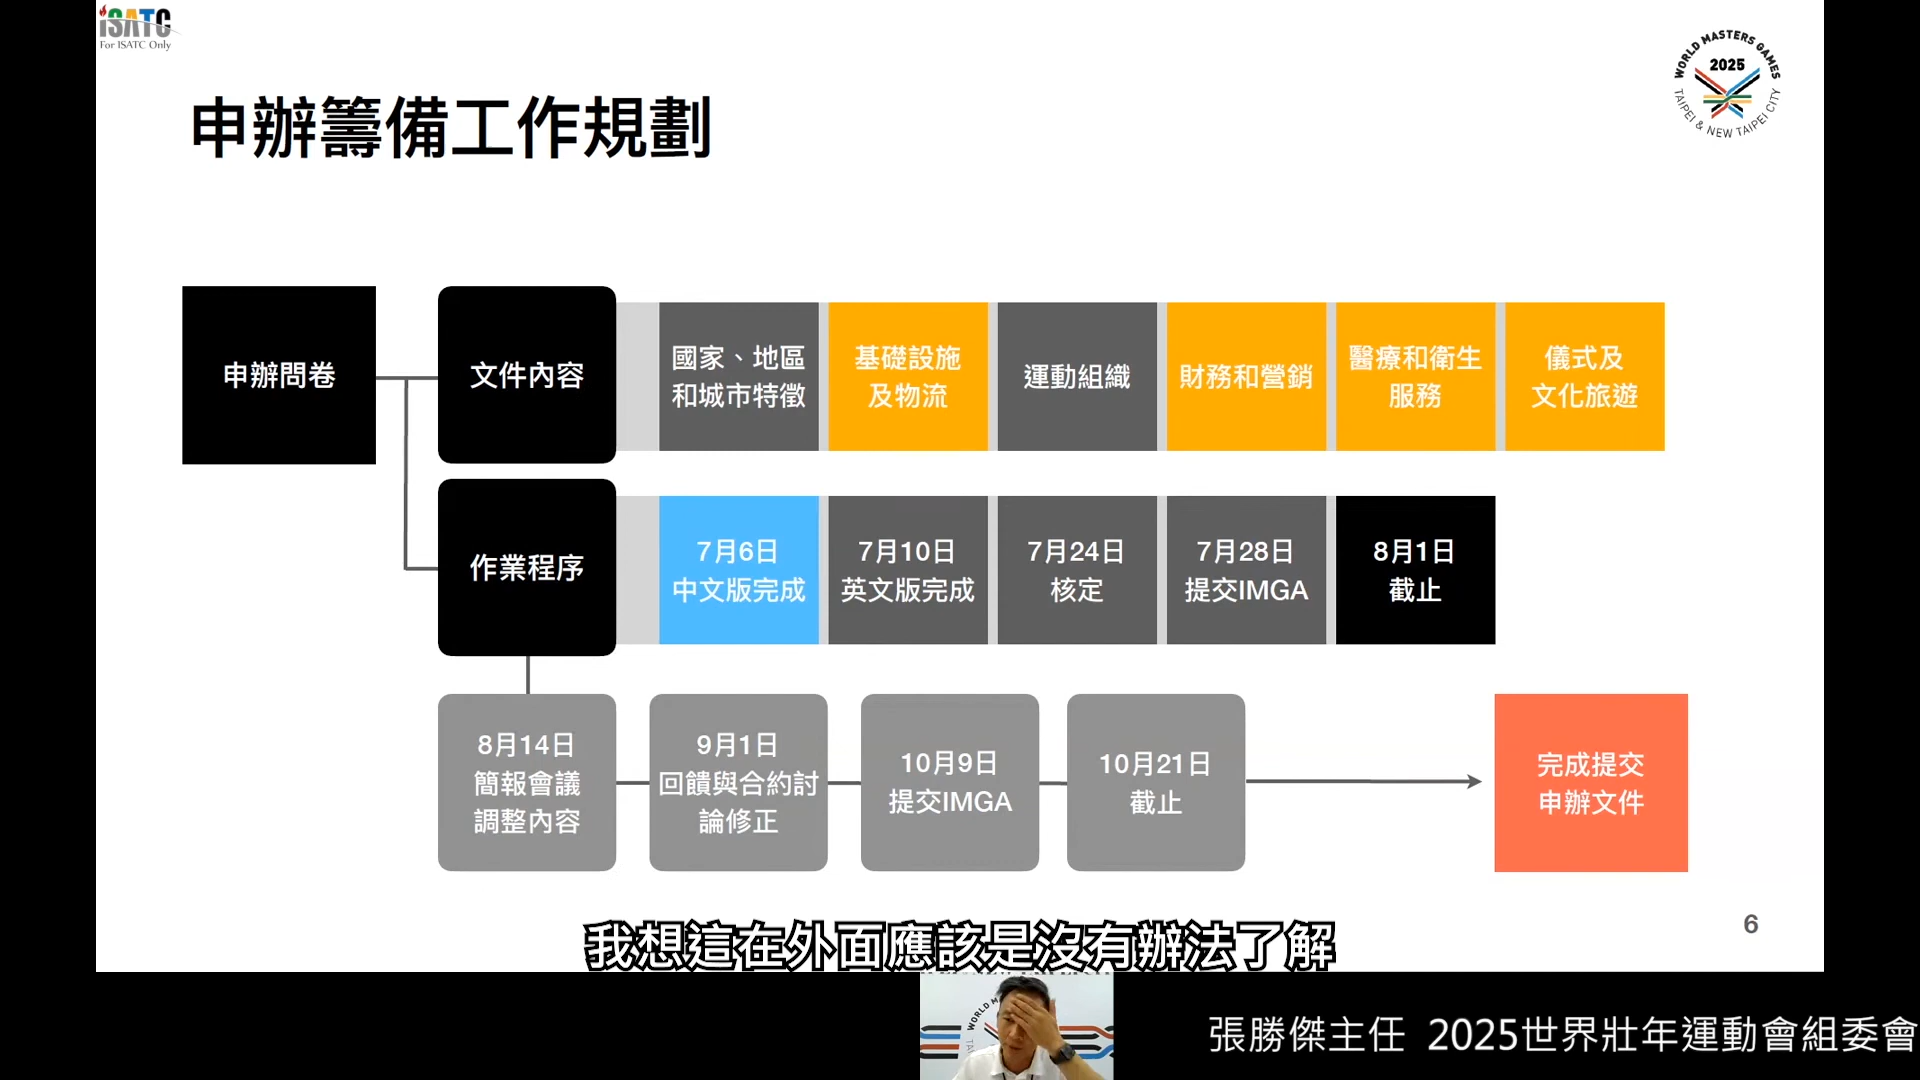 iSATC
For ISATC Only
WORLD MASTERS GAMES
2025
TAIPEI & NEW TAIPEI CITY
申辦籌備工作規劃
申辦問卷
文件內容
國家、地區
和城市特徵
基礎設施
及物流
運動組織
財務和營銷
醫療和衛生
服務
儀式及
文化旅遊
作業程序
7月6日
中文版完成
7月10日
英文版完成
7月24日
核定
7月28日
提交IMGA
8月1日
截止
8月14日
簡報會議
調整內容
9月1日
回饋與合約討
論修正
10月9日
提交IMGA
10月21日
截止
完成提交
申辦文件
6
我想這在外面應該是沒有辦法了解
WORLD M
TA
張勝傑主任 2025世界壯年運動會組委會